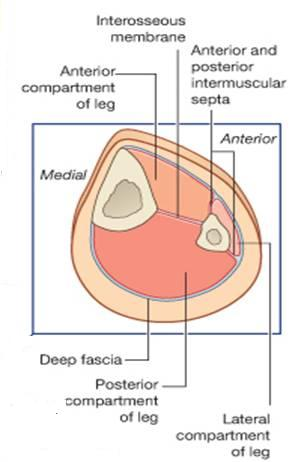 Interosseous
membrane
Anterior and
posterior
intermuscular
septa
Anterior
compartment
of leg
Anterior
Medial
Deep fascia
Posterior
compartment
of leg
Lateral
compartment
of leg